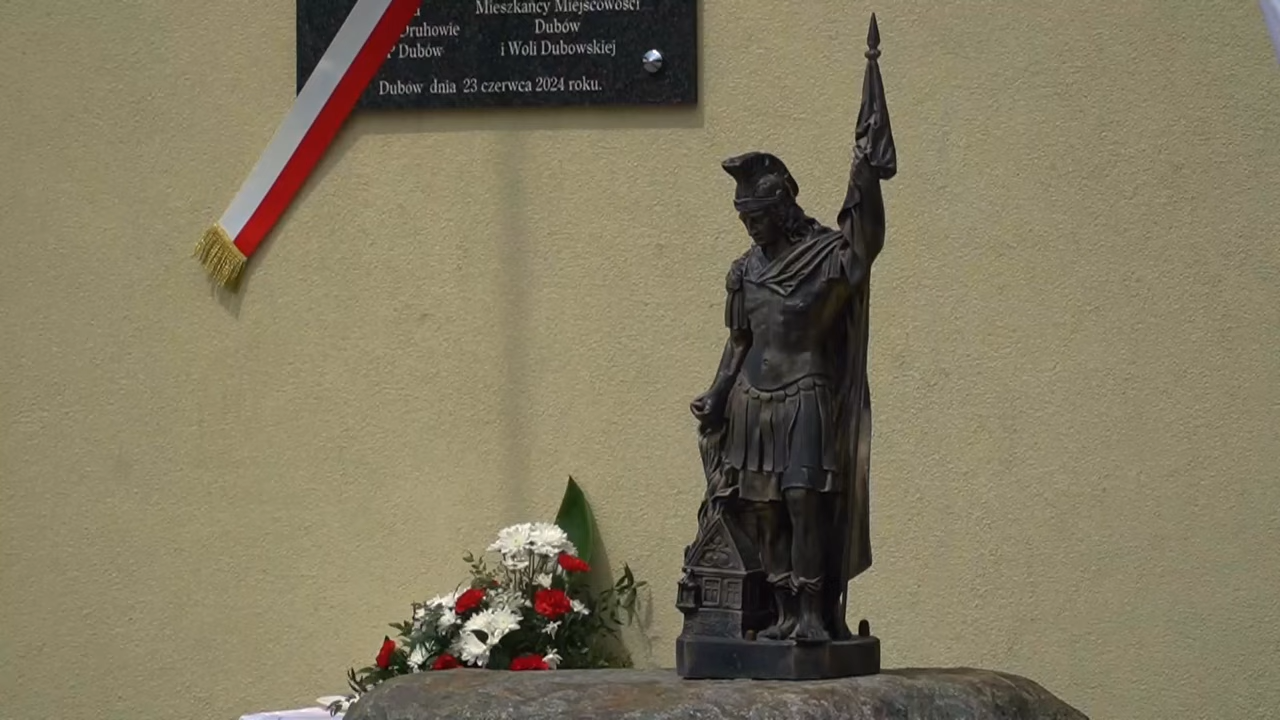 Mieszkańcy Miejscowości
Druhowie Dubów
P Dubów i Woli Dubowskiej
Dubów dnia 23 czerwca 2024 roku.